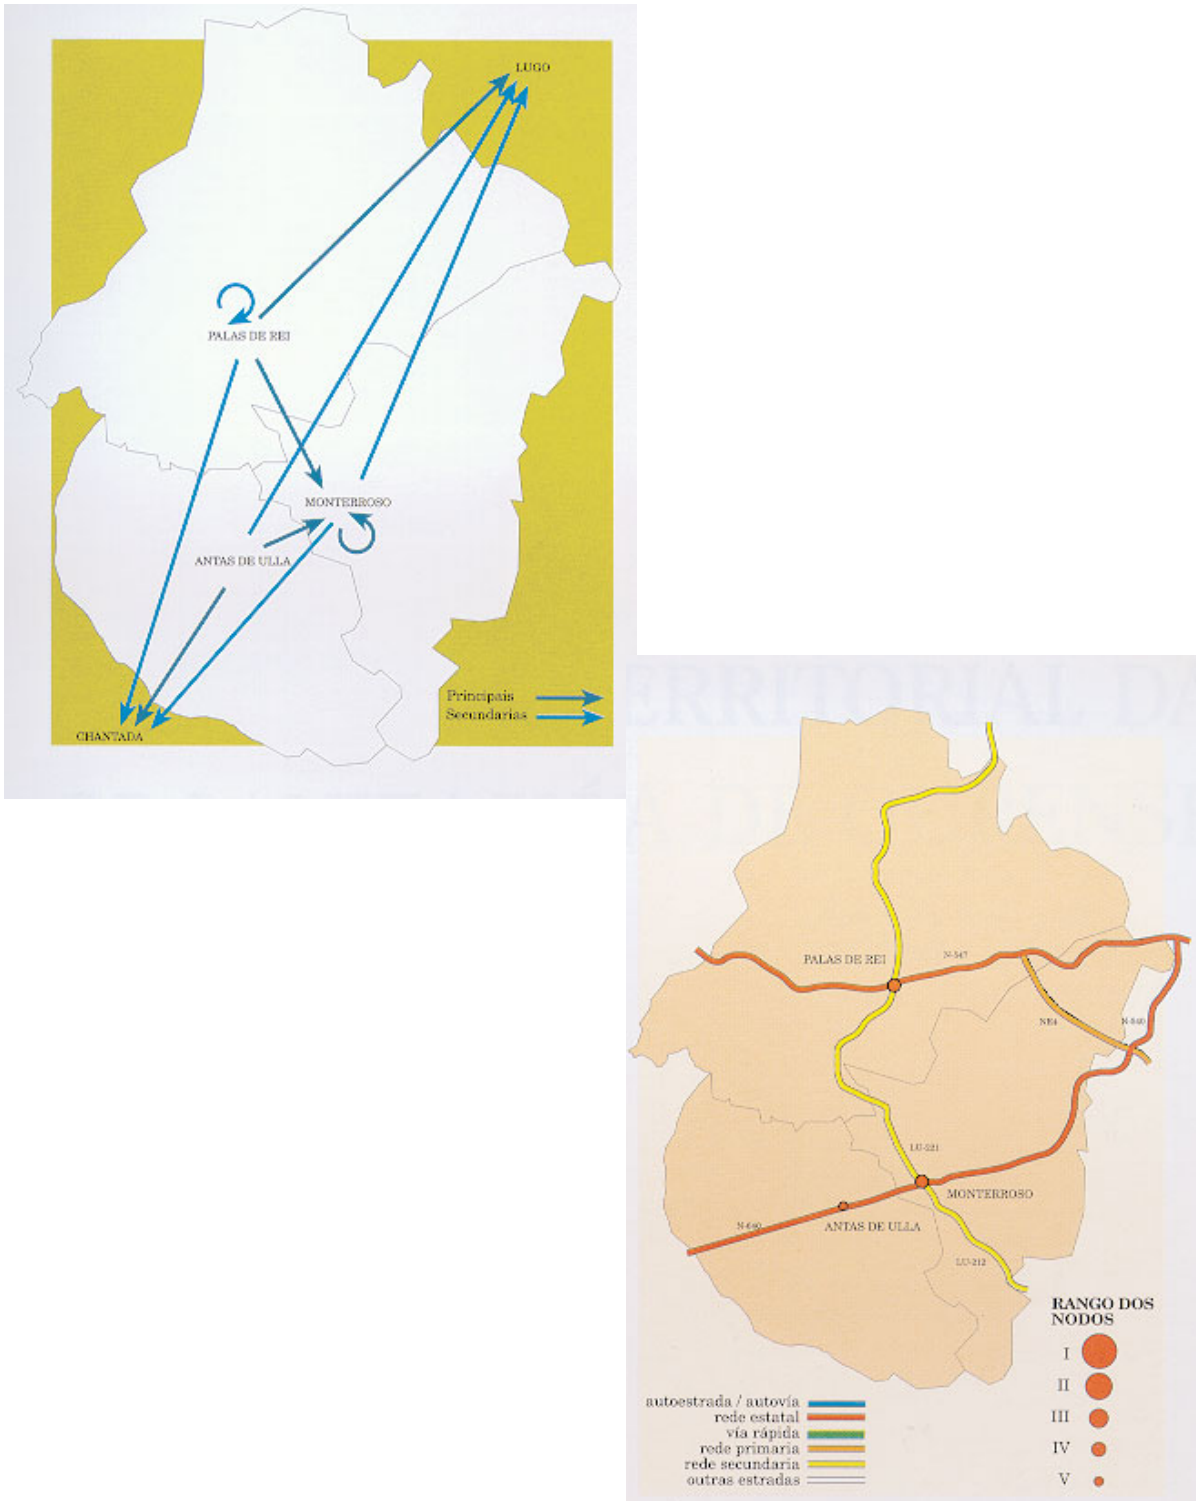 LUGO
PALAS DE REI
MONTERROSO
ANTAS DE ULLA
Principais
Secundarias
CHANTADA
ERRITORIAL D
PALAS DE REI
N-547
N-640
LU-221
MONTERROSO
N-640
ANTAS DE ULLA
LU-212
RANGO DOS
NODOS
I
II
III
IV
V
autoestrada / autovía
rede estatal
vía rápida
rede primaria
rede secundaria
outras estradas